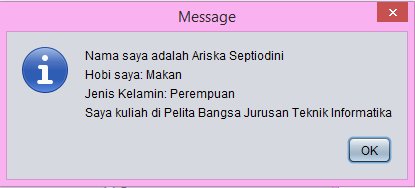 Message
Nama saya adalah Ariska Septiodini
Hobi saya: Makan
Jenis Kelamin: Perempuan
Saya kuliah di Pelita Bangsa Jurusan Teknik Informatika
OK